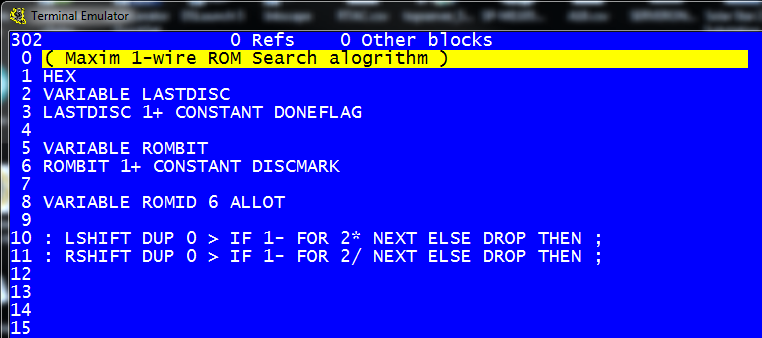 Terminal Emulator
302 0 Refs 0 Other blocks
0 ( Maxim 1-wire ROM Search alogrithm )
1 HEX
2 VARIABLE LASTDISC
3 LASTDISC 1+ CONSTANT DONEFLAG
4
5 VARIABLE ROMBIT
6 ROMBIT 1+ CONSTANT DISCMARK
7
8 VARIABLE ROMID 6 ALLOT
9
10 : LSHIFT DUP 0 > IF 1- FOR 2* NEXT ELSE DROP THEN ;
11 : RSHIFT DUP 0 > IF 1- FOR 2/ NEXT ELSE DROP THEN ;
12
13
14
15